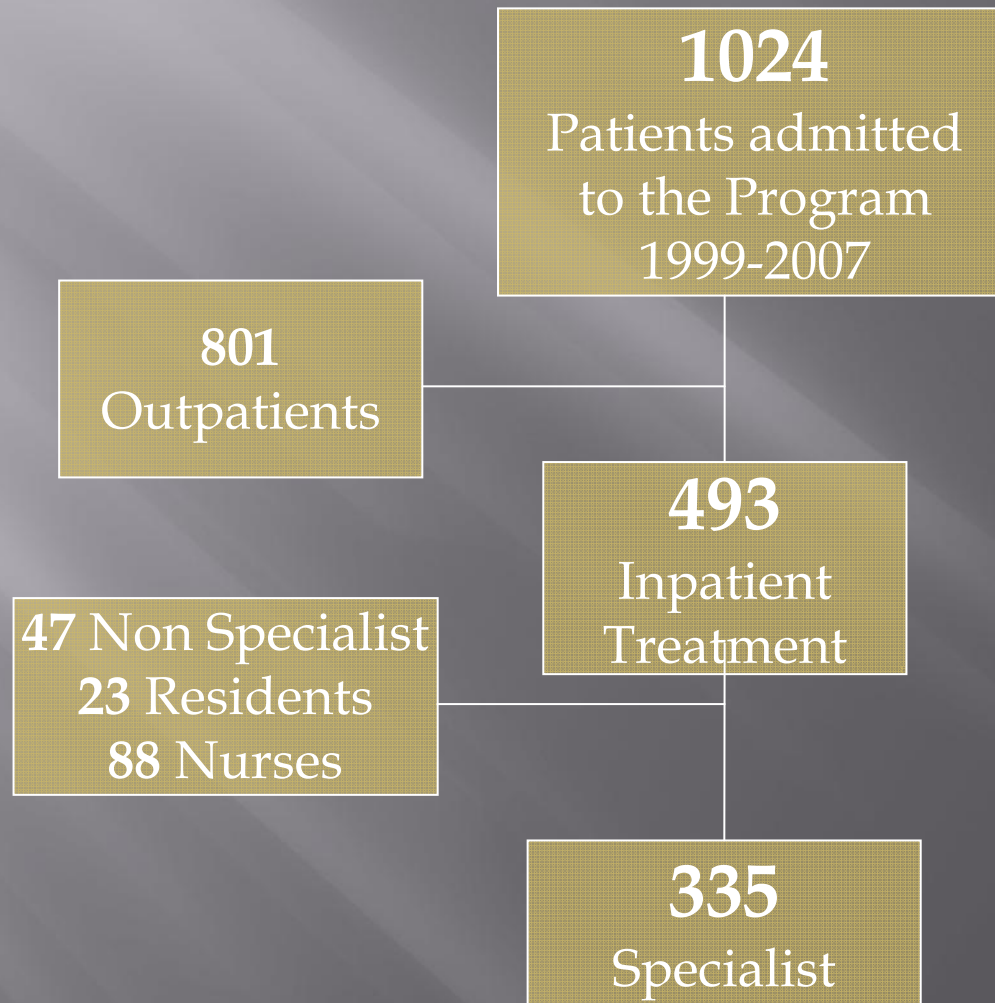 1024
Patients admitted
to the Program
1999-2007
801
Outpatients
493
Inpatient
Treatment
47 Non Specialist
23 Residents
88 Nurses
335
Specialist